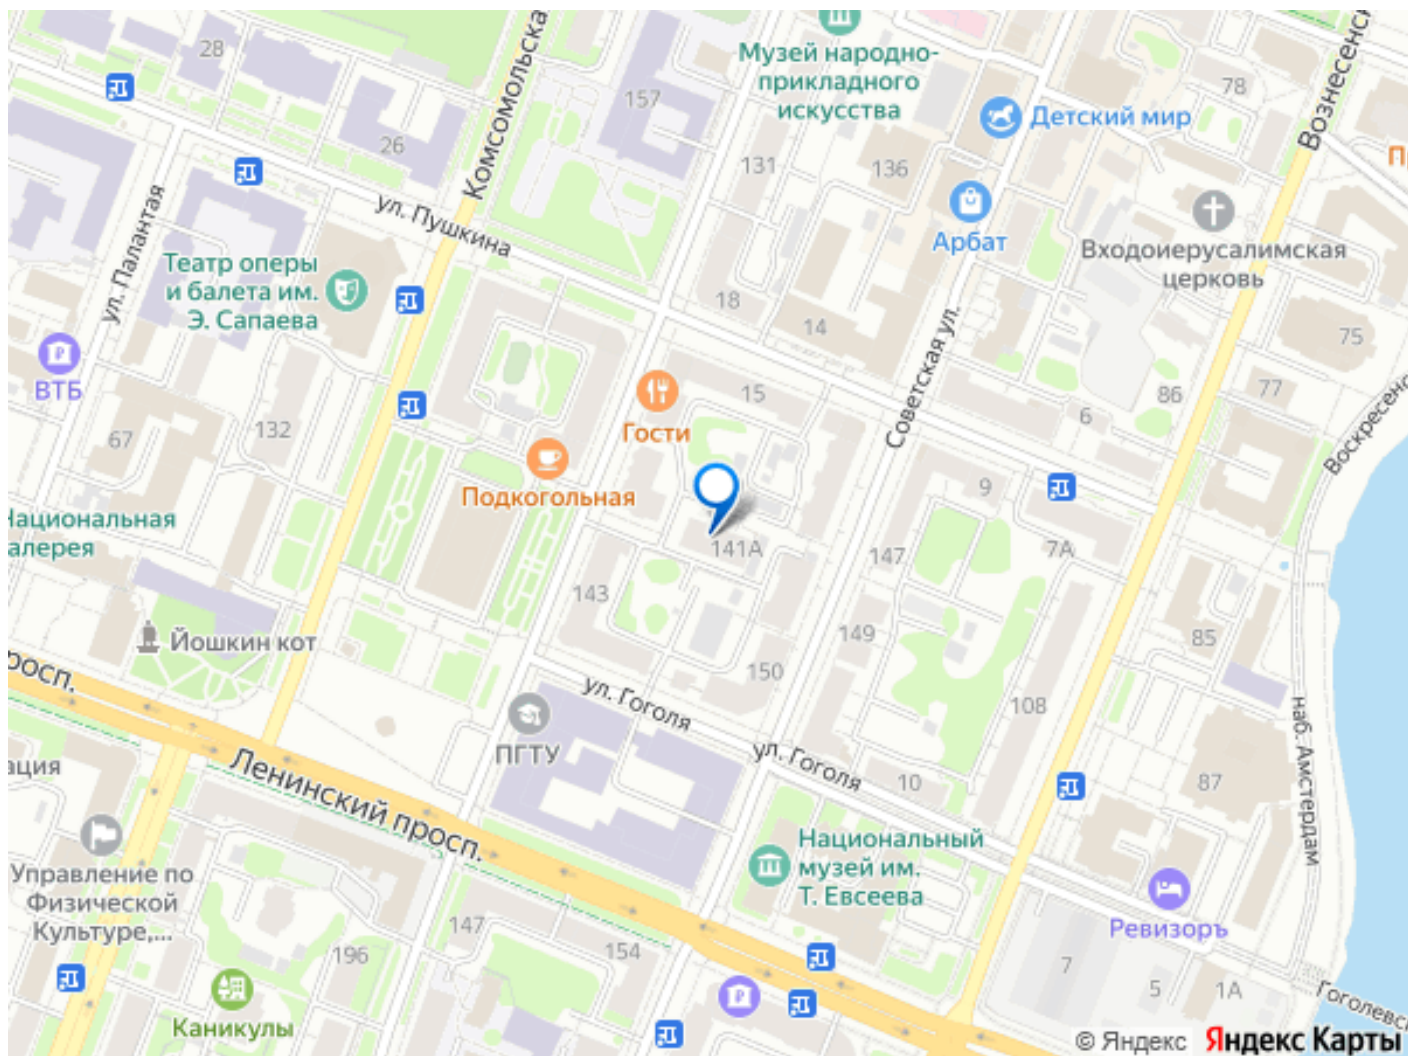 28
Комсомольска
Музей народно-
прикладного
искусства
78
Вознесенс
157
Детский мир
26
131
136
ул. Пушкина
ул. Палантая
Арбат
Входоиерусалимская
церковь
Театр оперы
и балета им.
Э. Сапаева
18
14
Советская ул.
75
ВТБ
15
77
86
6
Гости
67
132
Воскресенс
Подкогольная
9
Национальная
алерея
141А
147
7А
143
Йошкин кот
149
85
150
росп.
ул. Гоголя
108
наб. Амстердам
ПГТУ
ул. Гоголя
ация
Ленинский просп.
10
87
Национальный
музей им.
Т. Евсеева
Управление по
Физической
Культуре,...
Ревизоръ
147
196
154
7
5
1А
Гоголевс
Каникулы
© Яндекс Яндекс Карты